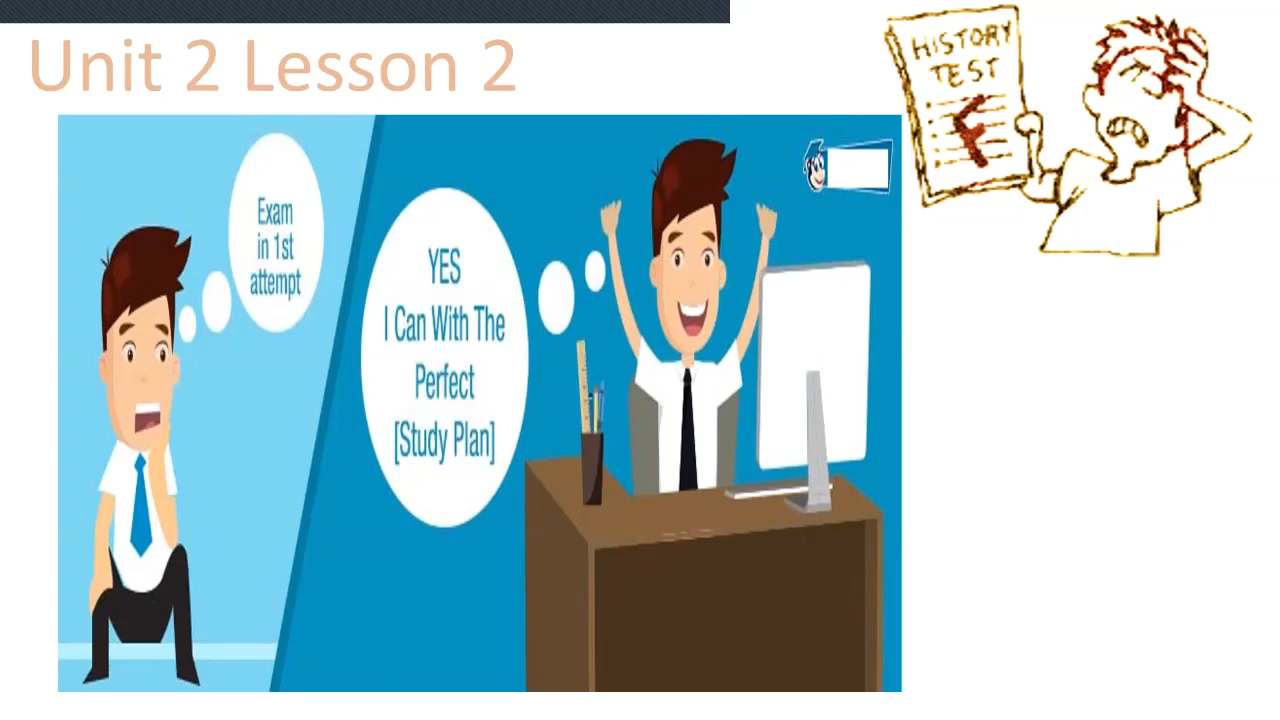 Unit 2 Lesson 2
HISTORY
TEST
F
Exam
in 1st
attempt
YES
I Can With The
Perfect
[Study Plan]